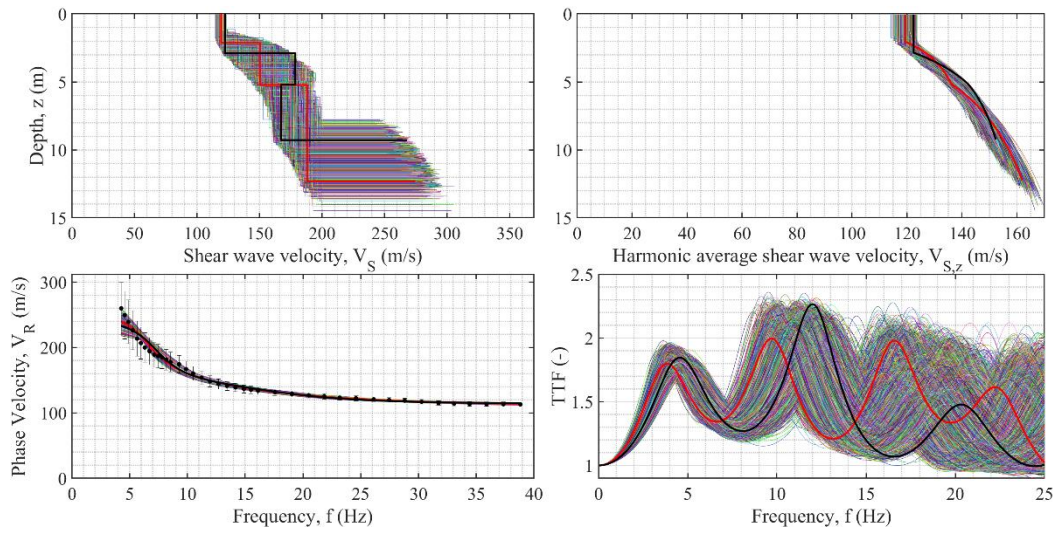 0
5
10
15
Depth, z (m)
0 50 100 150 200 250 300 350
Shear wave velocity, V_S (m/s)
0
5
10
15
0 20 40 60 80 100 120 140 160
Harmonic average shear wave velocity, V_S,z (m/s)
300
200
100
0
Phase Velocity, V_R (m/s)
0 5 10 15 20 25 30 35 40
Frequency, f (Hz)
2.5
2
1.5
1
TTF (-)
0 5 10 15 20 25
Frequency, f (Hz)